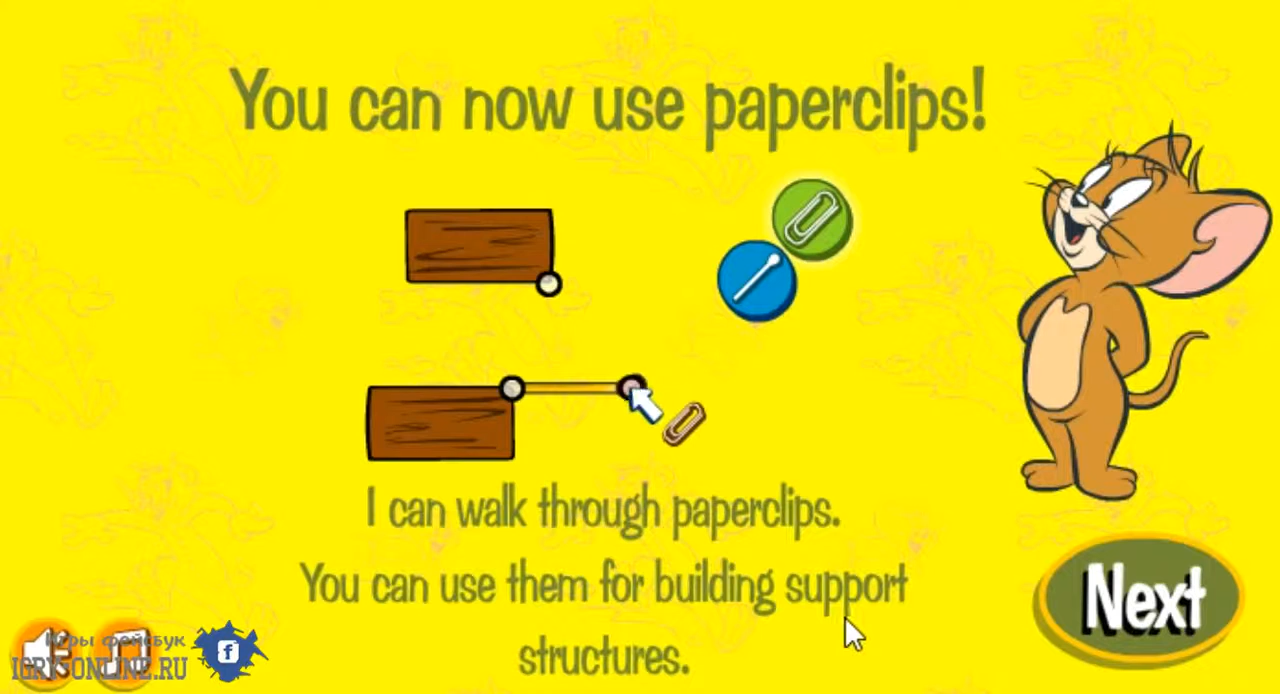 You can now use paperclips!
I can walk through paperclips.
You can use them for building support
structures.
Next
Игры фейсбук
IGRYSONLINE.RU
f